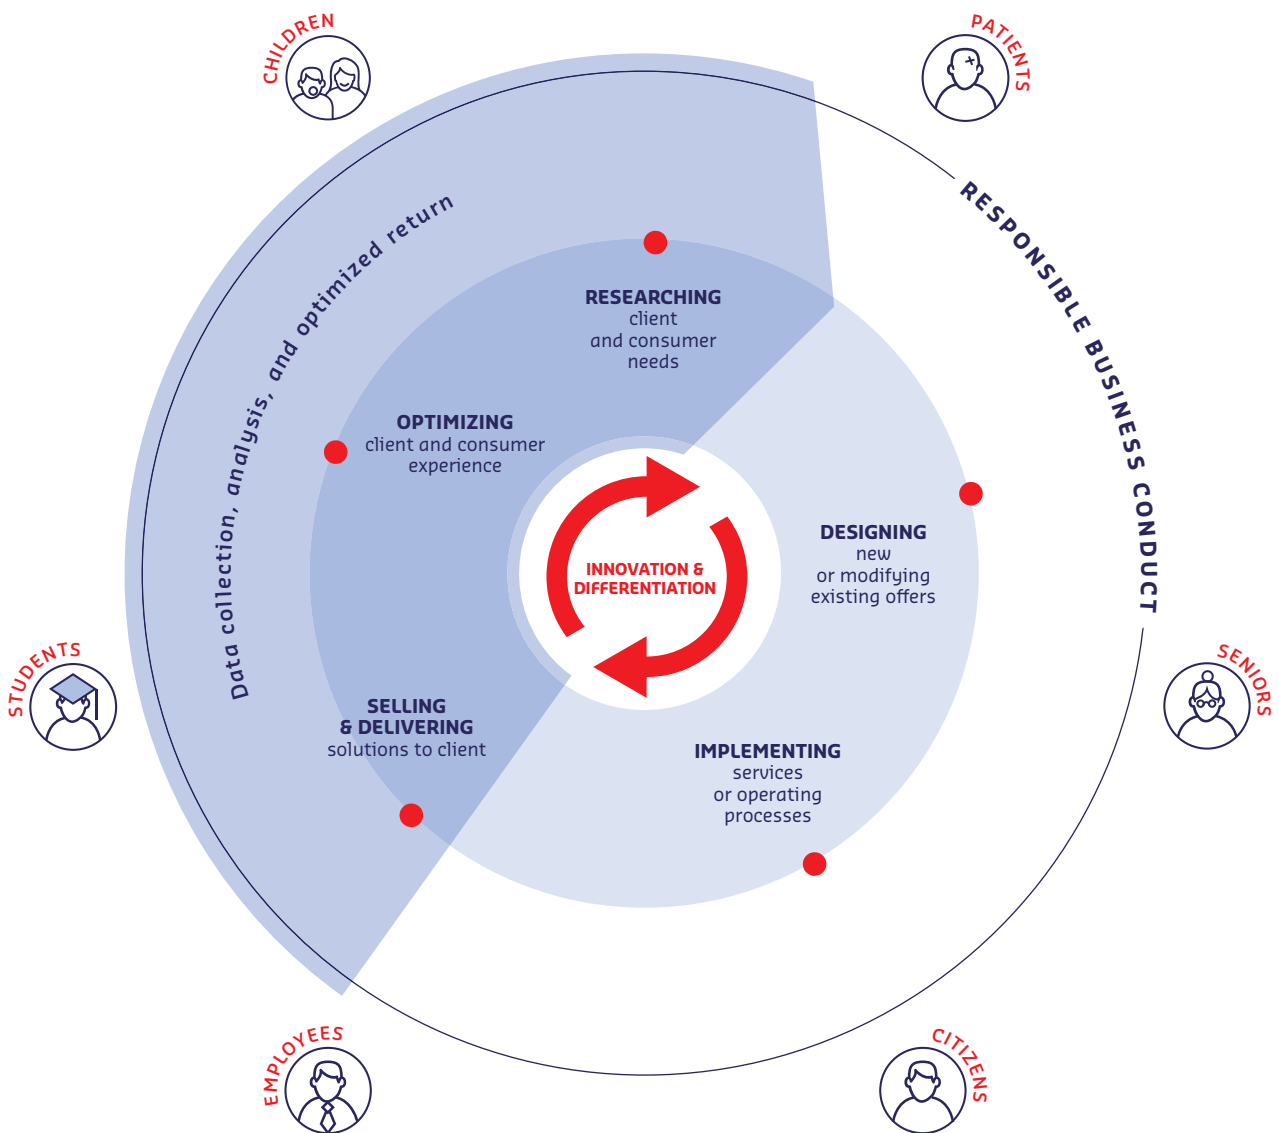 CHILDREN
PATIENTS
RESPONSIBLE BUSINESS CONDUCT
Data collection, analysis, and optimized return
RESEARCHING
client
and consumer
needs
OPTIMIZING
client and consumer
experience
DESIGNING
new
or modifying
existing offers
INNOVATION &
DIFFERENTIATION
SELLING
& DELIVERING
solutions to client
IMPLEMENTING
services
or operating
processes
STUDENTS
SENIORS
EMPLOYEES
CITIZENS